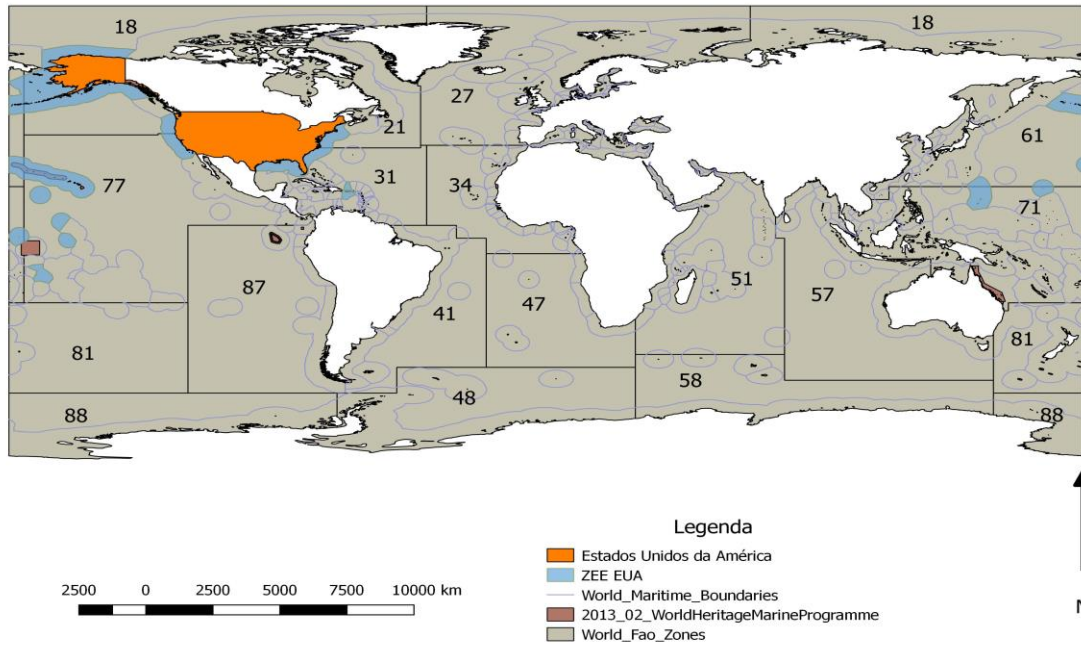 18
18
27
21
61
77
31
34
71
87
51
57
47
41
81
81
58
48
88
88
Legenda
Estados Unidos da América
ZEE EUA
World_Maritime_Boundaries
2013_02_WorldHeritageMarineProgramme
World_Fao_Zones
2500 0 2500 5000 7500 10000 km